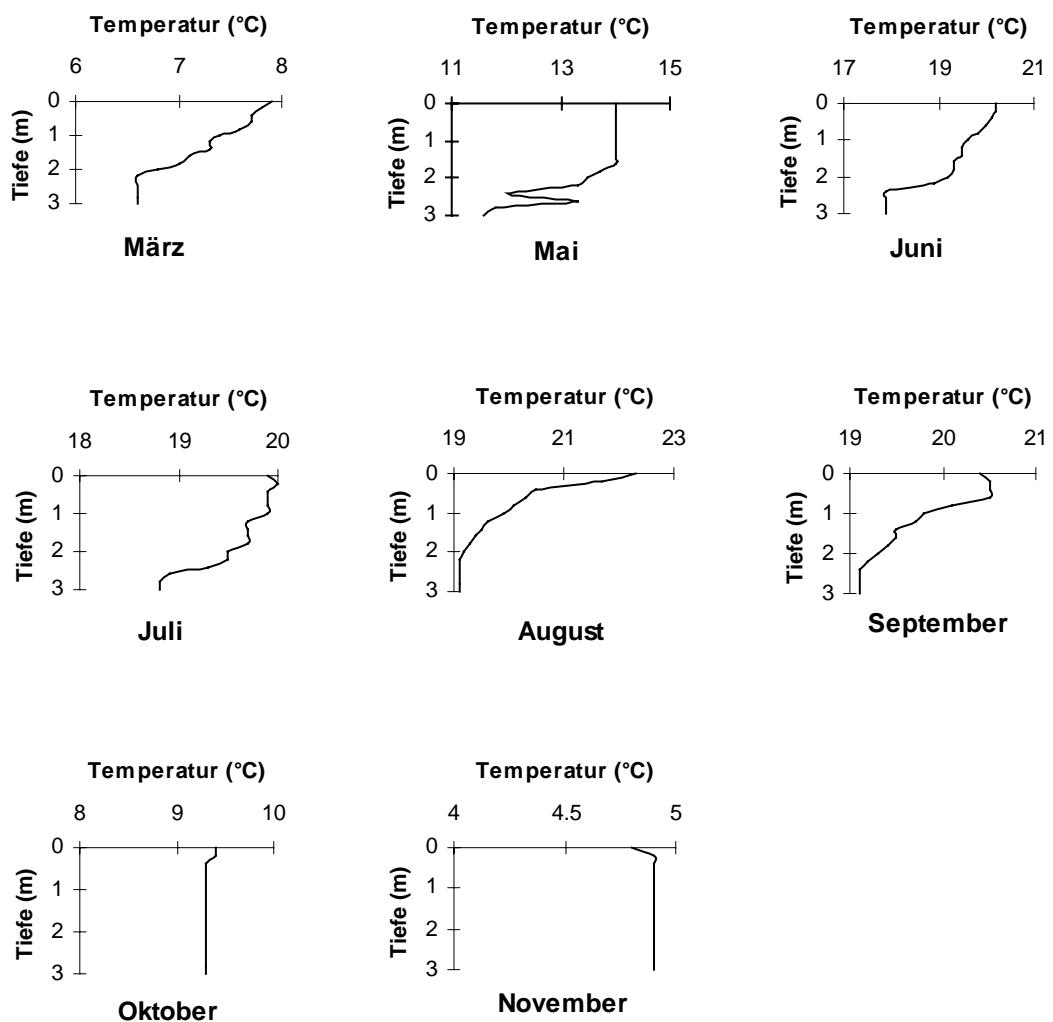 Temperatur (°C)
6 7 8
0
1
2
3
Tiefe (m)
März
Temperatur (°C)
11 13 15
0
1
2
3
Tiefe (m)
Mai
Temperatur (°C)
17 19 21
0
1
2
3
Tiefe (m)
Juni
Temperatur (°C)
18 19 20
0
1
2
3
Tiefe (m)
Juli
Temperatur (°C)
19 21 23
0
1
2
3
Tiefe (m)
August
Temperatur (°C)
19 20 21
0
1
2
3
Tiefe (m)
September
Temperatur (°C)
8 9 10
0
1
2
3
Tiefe (m)
Oktober
Temperatur (°C)
4 4.5 5
0
1
2
3
Tiefe (m)
November